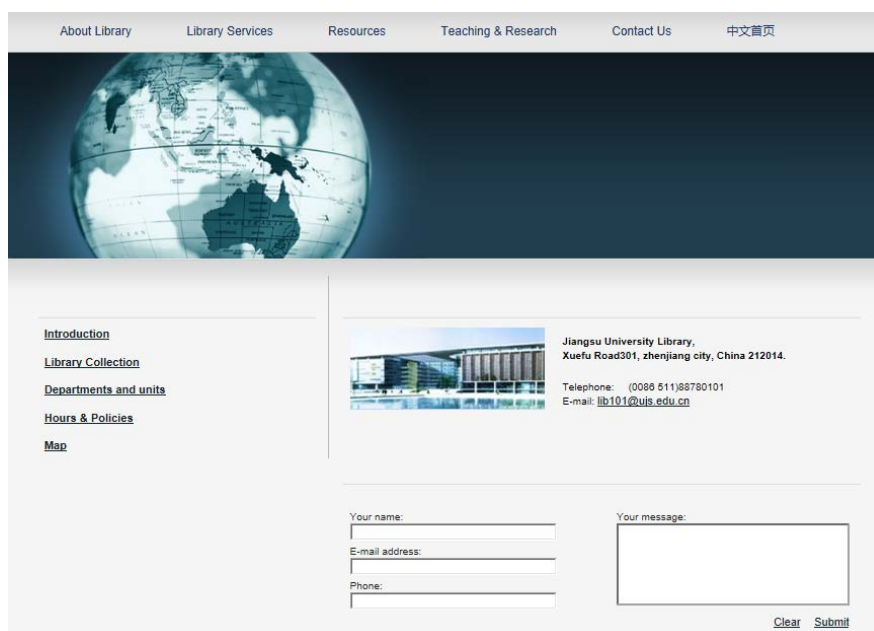 About Library Library Services Resources Teaching & Research Contact Us 中文首页
AUSTRALIA
Introduction
Library Collection
Departments and units
Hours & Policies
Map
Jiangsu University Library,
Xuefu Road301, zhenjiang city, China 212014.
Telephone: (0086 511)88780101
E-mail: lib101@ujs.edu.cn
Your name:
E-mail address:
Phone:
Your message:
Clear Submit